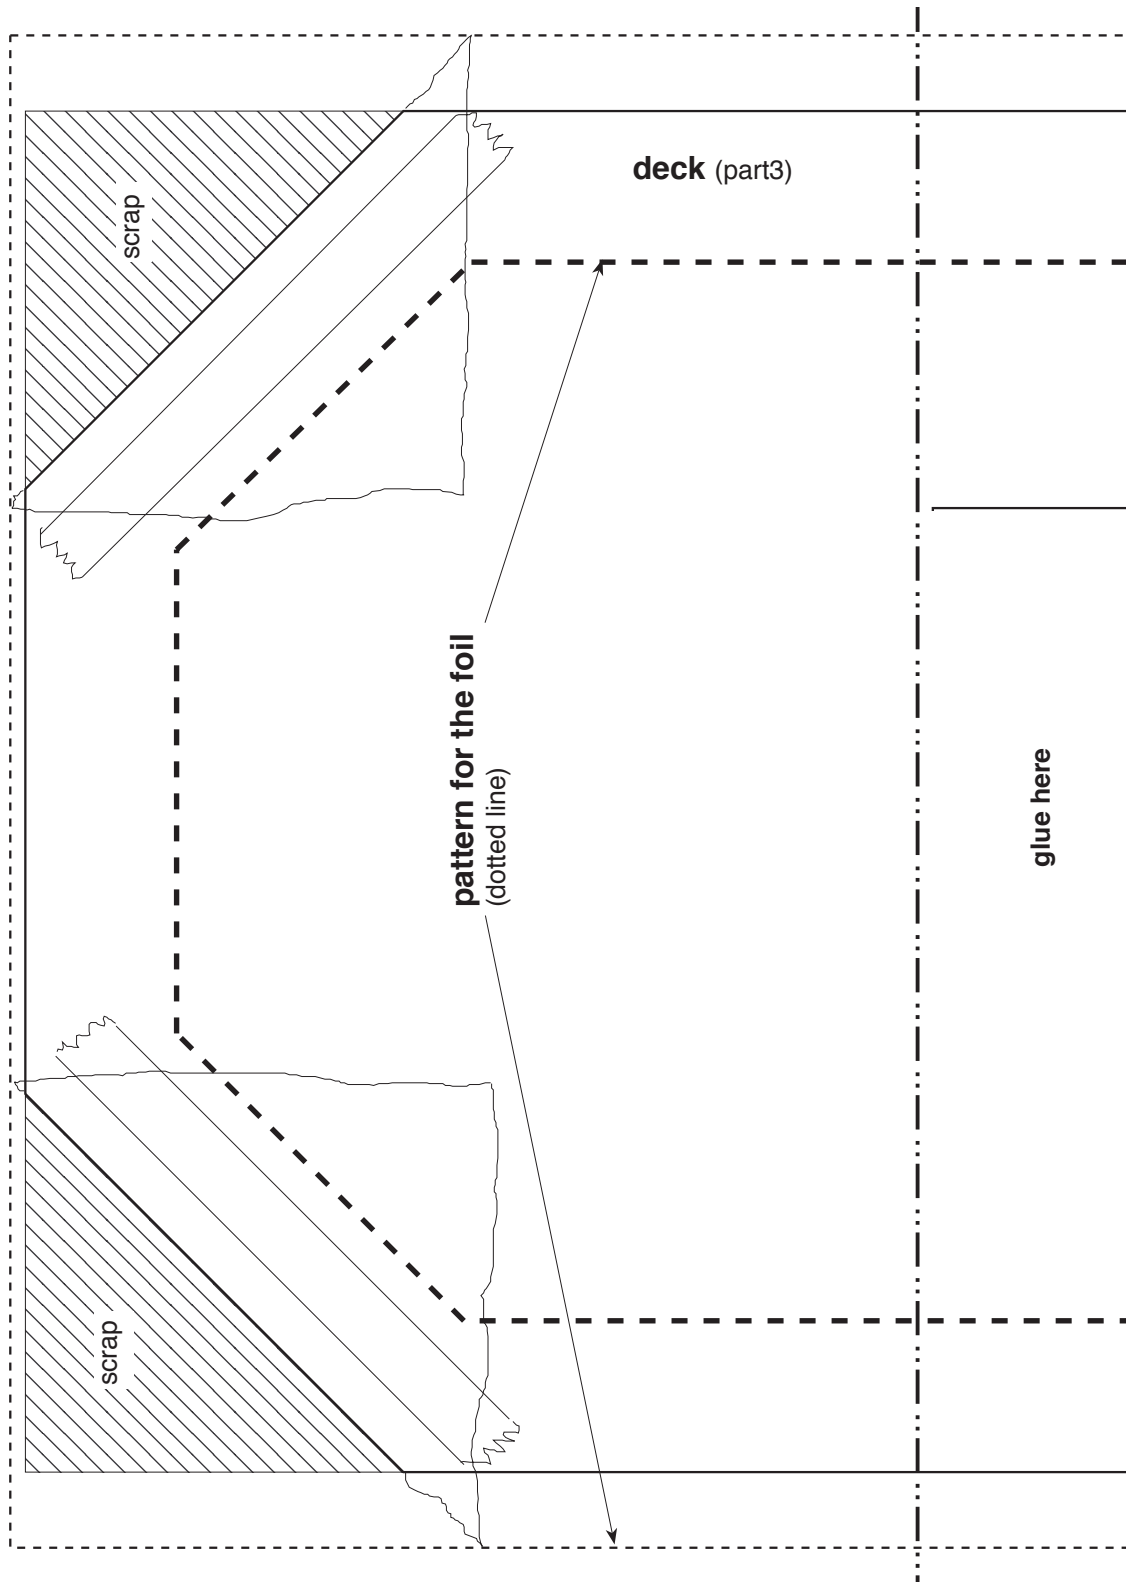 deck (part3)
scrap
pattern for the foil
(dotted line)
glue here
scrap